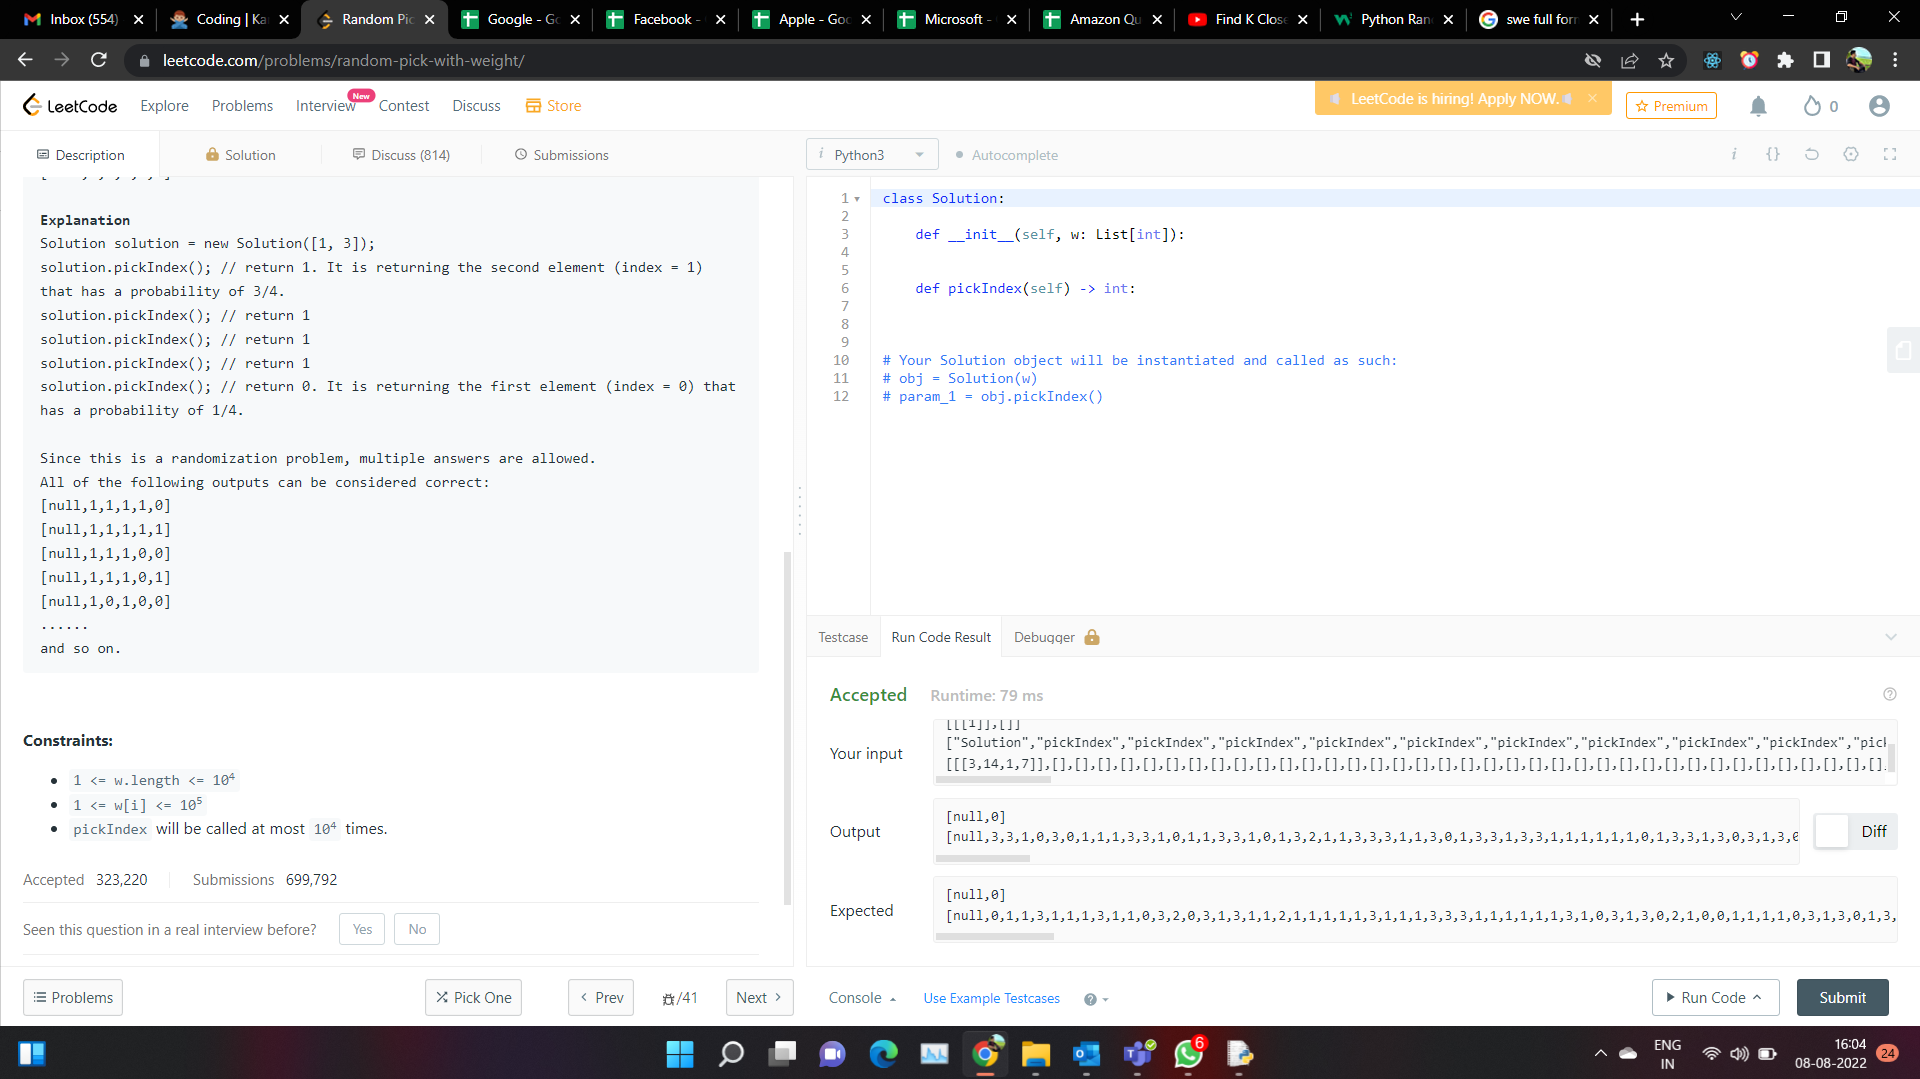 Inbox (554)
Coding | Ka
Random Pic
Google - Go
Facebook -
Apple - Goo
Microsoft -
Amazon Qu
Find K Close
Python Ran
swe full form
leetcode.com/problems/random-pick-with-weight/
LeetCode
Explore
Problems
Interview
New
Contest
Discuss
Store
LeetCode is hiring! Apply NOW.
Premium
0
Description
Solution
Discuss (814)
Submissions
Explanation
Solution solution = new Solution([1, 3]);
solution.pickIndex(); // return 1. It is returning the second element (index = 1)
that has a probability of 3/4.
solution.pickIndex(); // return 1
solution.pickIndex(); // return 1
solution.pickIndex(); // return 1
solution.pickIndex(); // return 0. It is returning the first element (index = 0) that
has a probability of 1/4.
Since this is a randomization problem, multiple answers are allowed.
All of the following outputs can be considered correct:
[null,1,1,1,1,0]
[null,1,1,1,1,1]
[null,1,1,1,0,0]
[null,1,1,1,0,1]
[null,1,0,1,0,0]
......
and so on.
Constraints:
1 <= w.length <= 10⁴
1 <= w[i] <= 10⁵
pickIndex will be called at most 10⁴ times.
Accepted 323,220
Submissions 699,792
Seen this question in a real interview before?
Yes
No
Problems
Pick One
Prev
/41
Next
i Python3
Autocomplete
i
{}
1 class Solution:
2
3 def __init__(self, w: List[int]):
4
5
6 def pickIndex(self) -> int:
7
8
9
10 # Your Solution object will be instantiated and called as such:
11 # obj = Solution(w)
12 # param_1 = obj.pickIndex()
Testcase
Run Code Result
Debugger
Accepted
Runtime: 79 ms
Your input
[[[1]],[]]
["Solution","pickIndex","pickIndex","pickIndex","pickIndex","pickIndex","pickIndex","pickIndex","pickIndex","pickIndex","pick
[[[3,14,1,7]],[],[],[],[],[],[],[],[],[],[],[],[],[],[],[],[],[],[],[],[],[],[],[],[],[],[],[],[],[],[],[],[],[],[],[],[],[],
Output
[null,0]
[null,3,3,1,0,3,0,1,1,1,3,3,1,0,1,1,3,3,1,0,1,3,2,1,1,3,3,3,1,1,3,0,1,3,3,1,3,3,1,1,1,1,1,1,0,1,3,3,1,3,0,3,1,3,0
Diff
Expected
[null,0]
[null,0,1,1,3,1,1,1,3,1,1,0,3,2,0,3,1,3,1,1,2,1,1,1,1,1,3,1,1,1,3,3,3,1,1,1,1,1,1,3,1,0,3,1,3,0,2,1,0,0,1,1,1,1,0,3,1,3,0,1,3,
Console
Use Example Testcases
Run Code
Submit
6
ENG
IN
16:04
08-08-2022
24